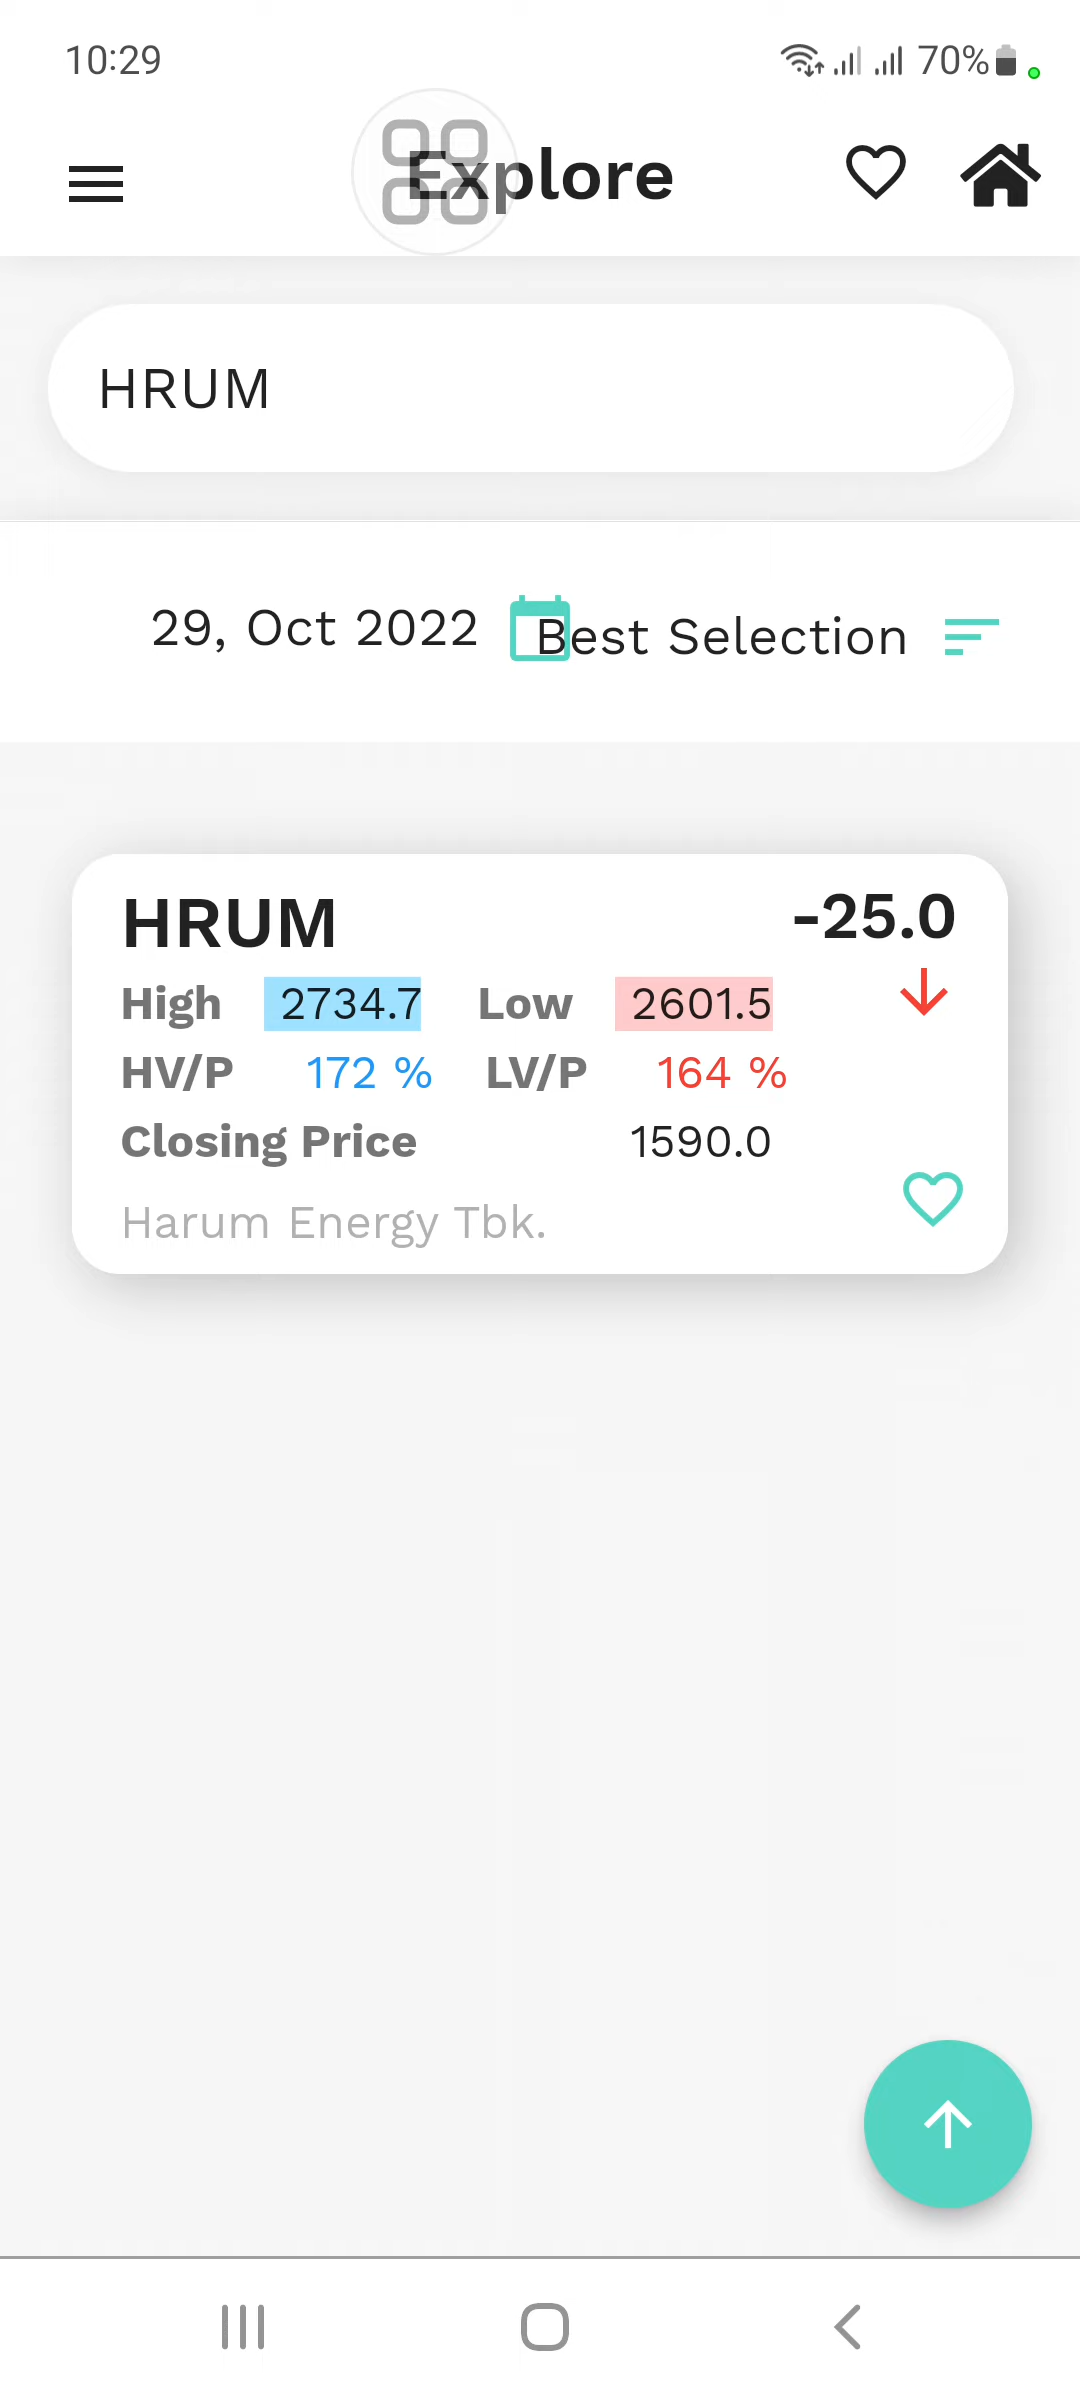 10:29 70%
Explore
HRUM
29, Oct 2022 Best Selection
HRUM -25.0
High 2734.7 Low 2601.5
HV/P 172 % LV/P 164 %
Closing Price 1590.0
Harum Energy Tbk.